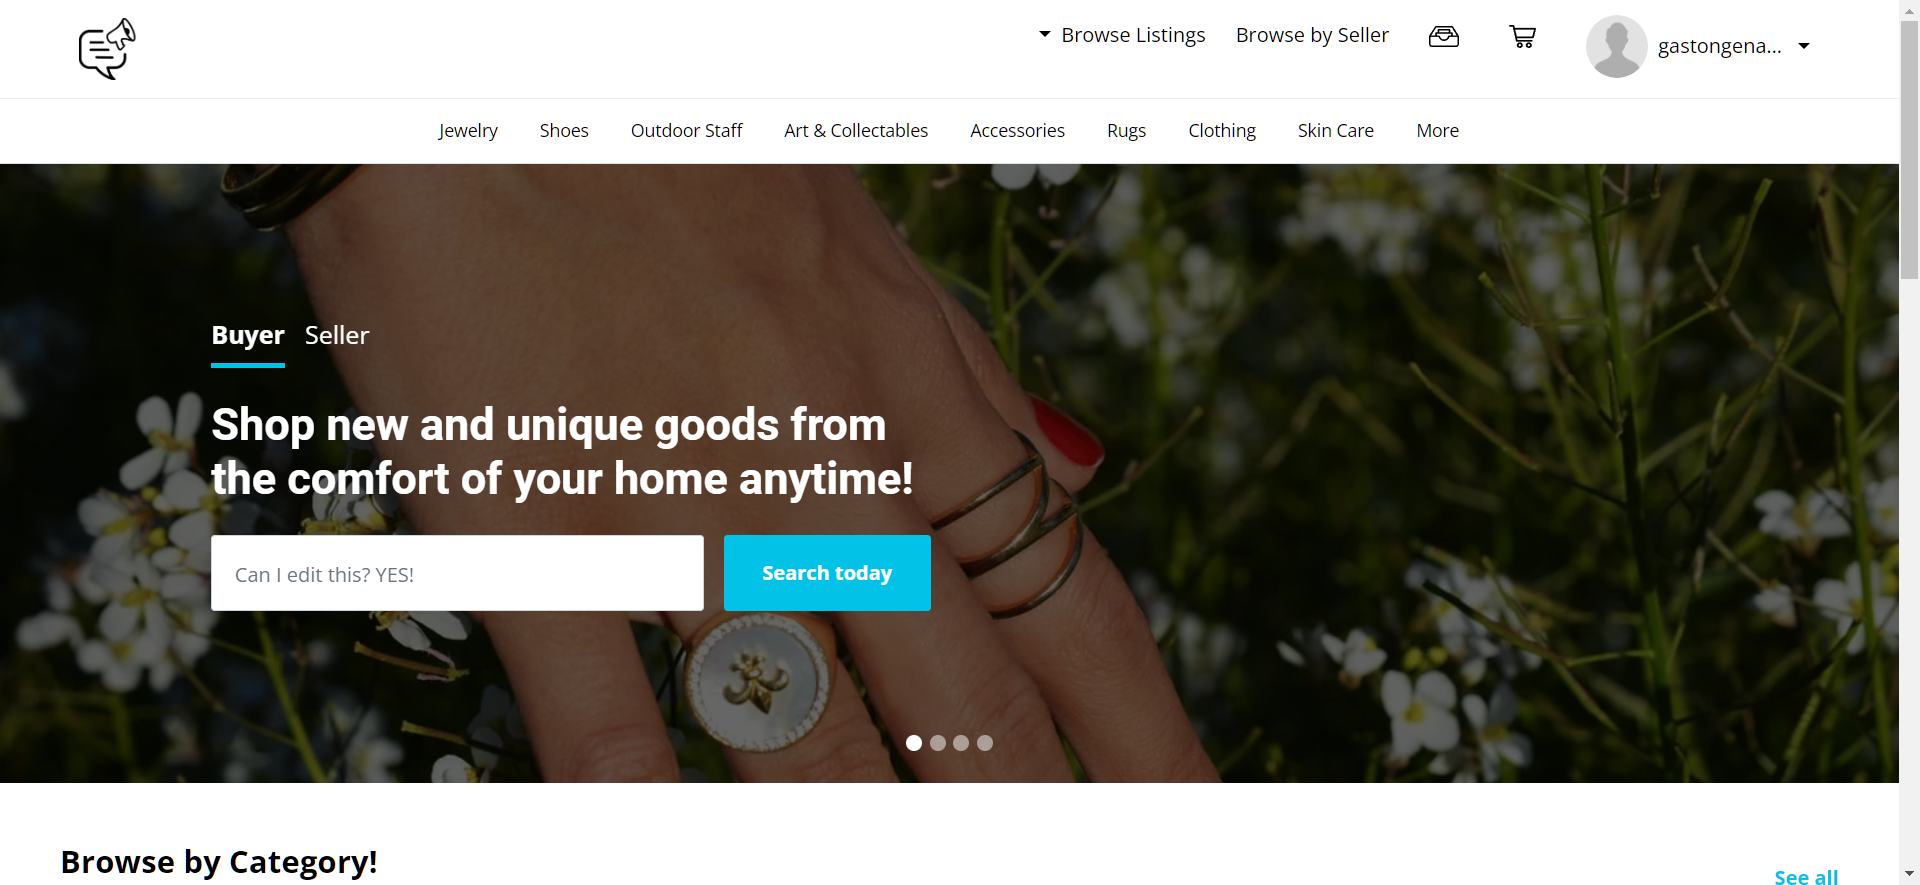 Browse Listings
Browse by Seller
gastongena...
Jewelry
Shoes
Outdoor Staff
Art & Collectables
Accessories
Rugs
Clothing
Skin Care
More
Buyer
Seller
Shop new and unique goods from
the comfort of your home anytime!
Can I edit this? YES!
Search today
Browse by Category!
See all